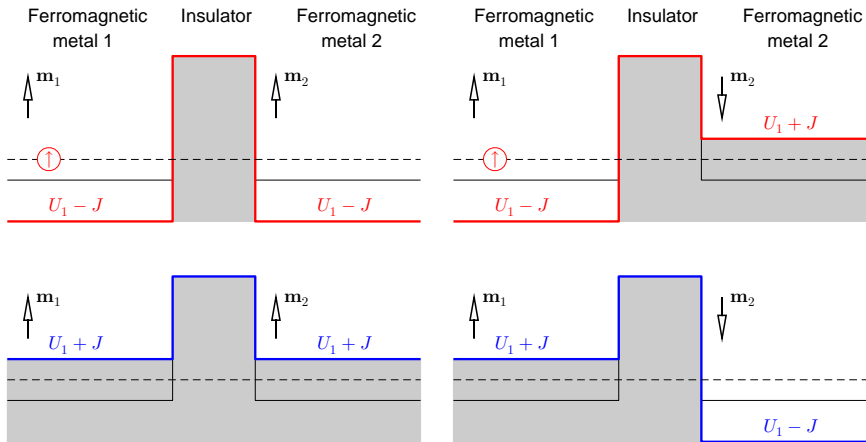 Ferromagnetic Insulator Ferromagnetic Ferromagnetic Insulator Ferromagnetic
metal 1 metal 2 metal 1 metal 2
m₁ m₂ m₁ m₂
U₁ + J
↑ ↑
U₁ − J U₁ − J U₁ − J
m₁ m₂ m₁ m₂
U₁ + J U₁ + J U₁ + J
U₁ − J